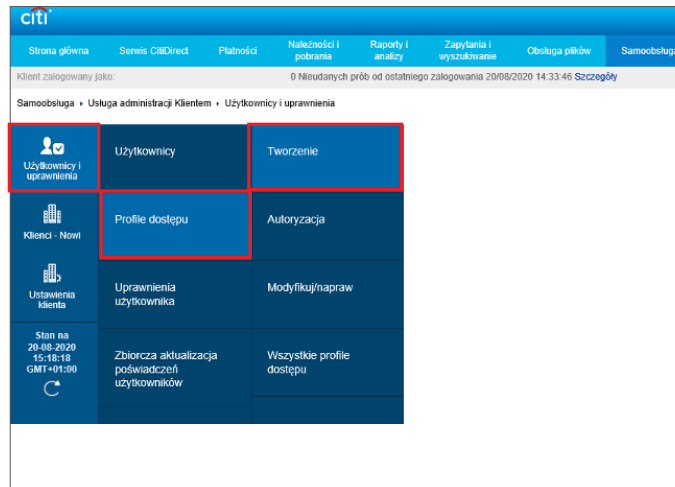 citi
Strona główna
Serwis CitiDirect
Płatności
Należności i
pobrania
Raporty i
analizy
Zapytania i
wyszukiwanie
Obsługa plików
Samoobsług
Klient zalogowany jako:
0 Nieudanych prób od ostatniego zalogowania 20/08/2020 14:33:46 Szczegóły
Samoobsługa Usługa administracji Klientem Użytkownicy i uprawnienia
Użytkownicy i
uprawnienia
Użytkownicy
Tworzenie
Klienci - Nowi
Profile dostępu
Autoryzacja
Ustawienia
klienta
Uprawnienia
użytkownika
Modyfikuj/napraw
Stan na
20-08-2020
15:18:18
GMT+01:00
Zbiorcza aktualizacja
poświadczeń
użytkowników
Wszystkie profile
dostępu